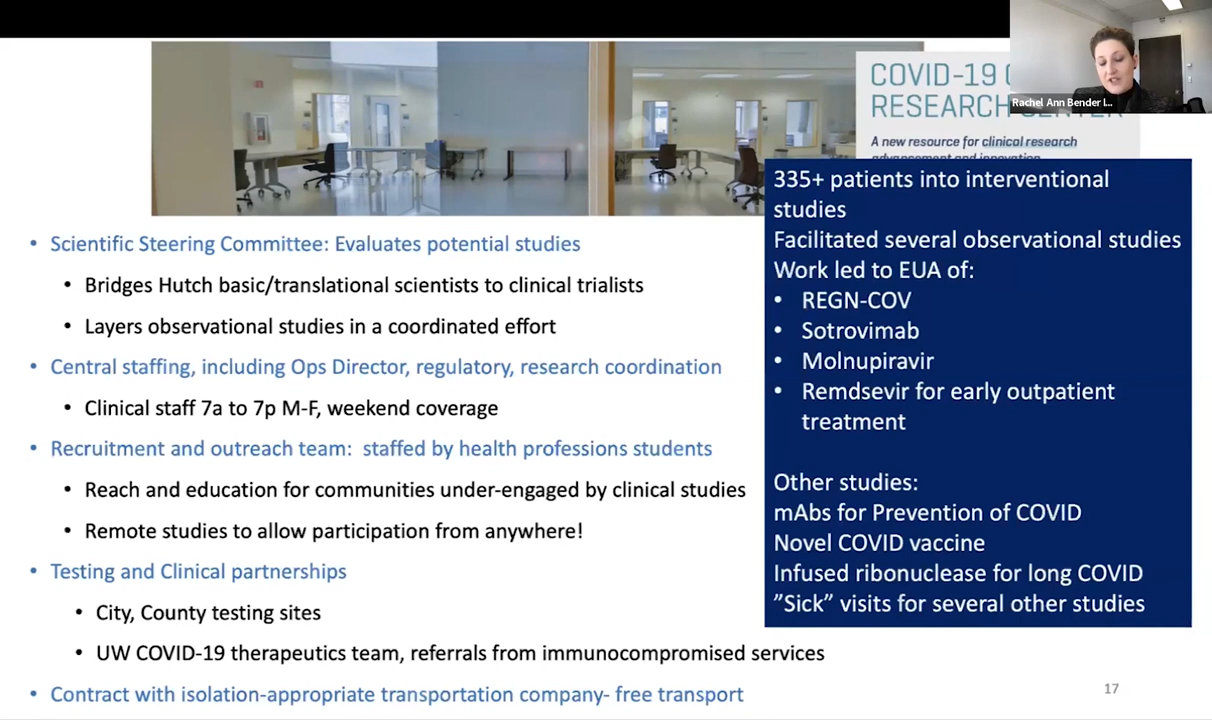 COVID-19
RESEARCH
Rachel Ann Bender I...
A new resource for clinical research
advancement and innovation
335+ patients into interventional
studies
Facilitated several observational studies
Work led to EUA of:
• REGN-COV
• Sotrovimab
• Molnupiravir
• Remdsevir for early outpatient
treatment
Other studies:
mAbs for Prevention of COVID
Novel COVID vaccine
Infused ribonuclease for long COVID
”Sick” visits for several other studies
• Scientific Steering Committee: Evaluates potential studies
• Bridges Hutch basic/translational scientists to clinical trialists
• Layers observational studies in a coordinated effort
• Central staffing, including Ops Director, regulatory, research coordination
• Clinical staff 7a to 7p M-F, weekend coverage
• Recruitment and outreach team: staffed by health professions students
• Reach and education for communities under-engaged by clinical studies
• Remote studies to allow participation from anywhere!
• Testing and Clinical partnerships
• City, County testing sites
• UW COVID-19 therapeutics team, referrals from immunocompromised services
• Contract with isolation-appropriate transportation company- free transport
17